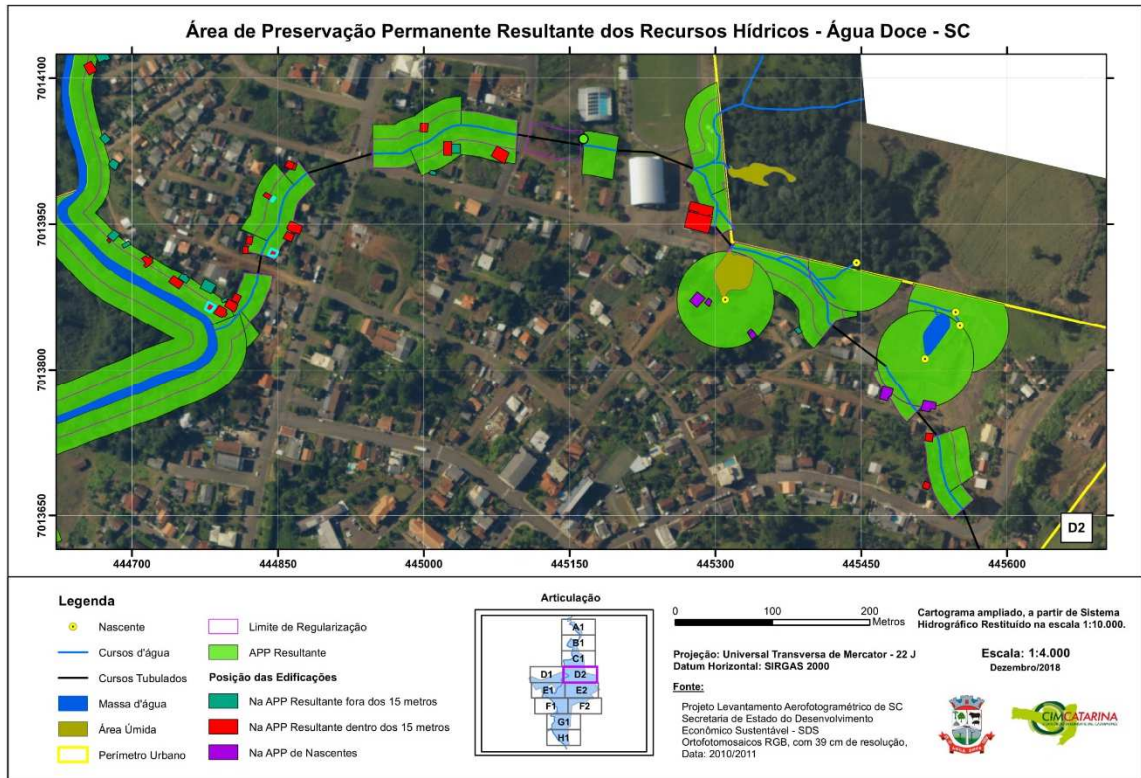 Área de Preservação Permanente Resultante dos Recursos Hídricos - Água Doce - SC
7014100
7013950
7013800
7013650
D2
444700
444850
445000
445150
445300
445450
445600
Legenda
Nascente
Cursos d'água
Cursos Tubulados
Massa d'água
Área Úmida
Perímetro Urbano
Limite de Regularização
APP Resultante
Posição das Edificações
Na APP Resultante fora dos 15 metros
Na APP Resultante dentro dos 15 metros
Na APP de Nascentes
Articulação
A1
B1
C1
D1
D2
E1
E2
F1
F2
G1
H1
0
100
200
Metros
Projeção: Universal Transversa de Mercator - 22 J
Datum Horizontal: SIRGAS 2000
Fonte:
Projeto Levantamento Aerofotogramétrico de SC
Secretaria de Estado do Desenvolvimento
Econômico Sustentável - SDS
Ortofotomosaicos RGB, com 39 cm de resolução,
Data: 2010/2011
Cartograma ampliado, a partir de Sistema
Hidrográfico Restituído na escala 1:10.000.
Escala: 1:4.000
Dezembro/2018
CIMCATARINA